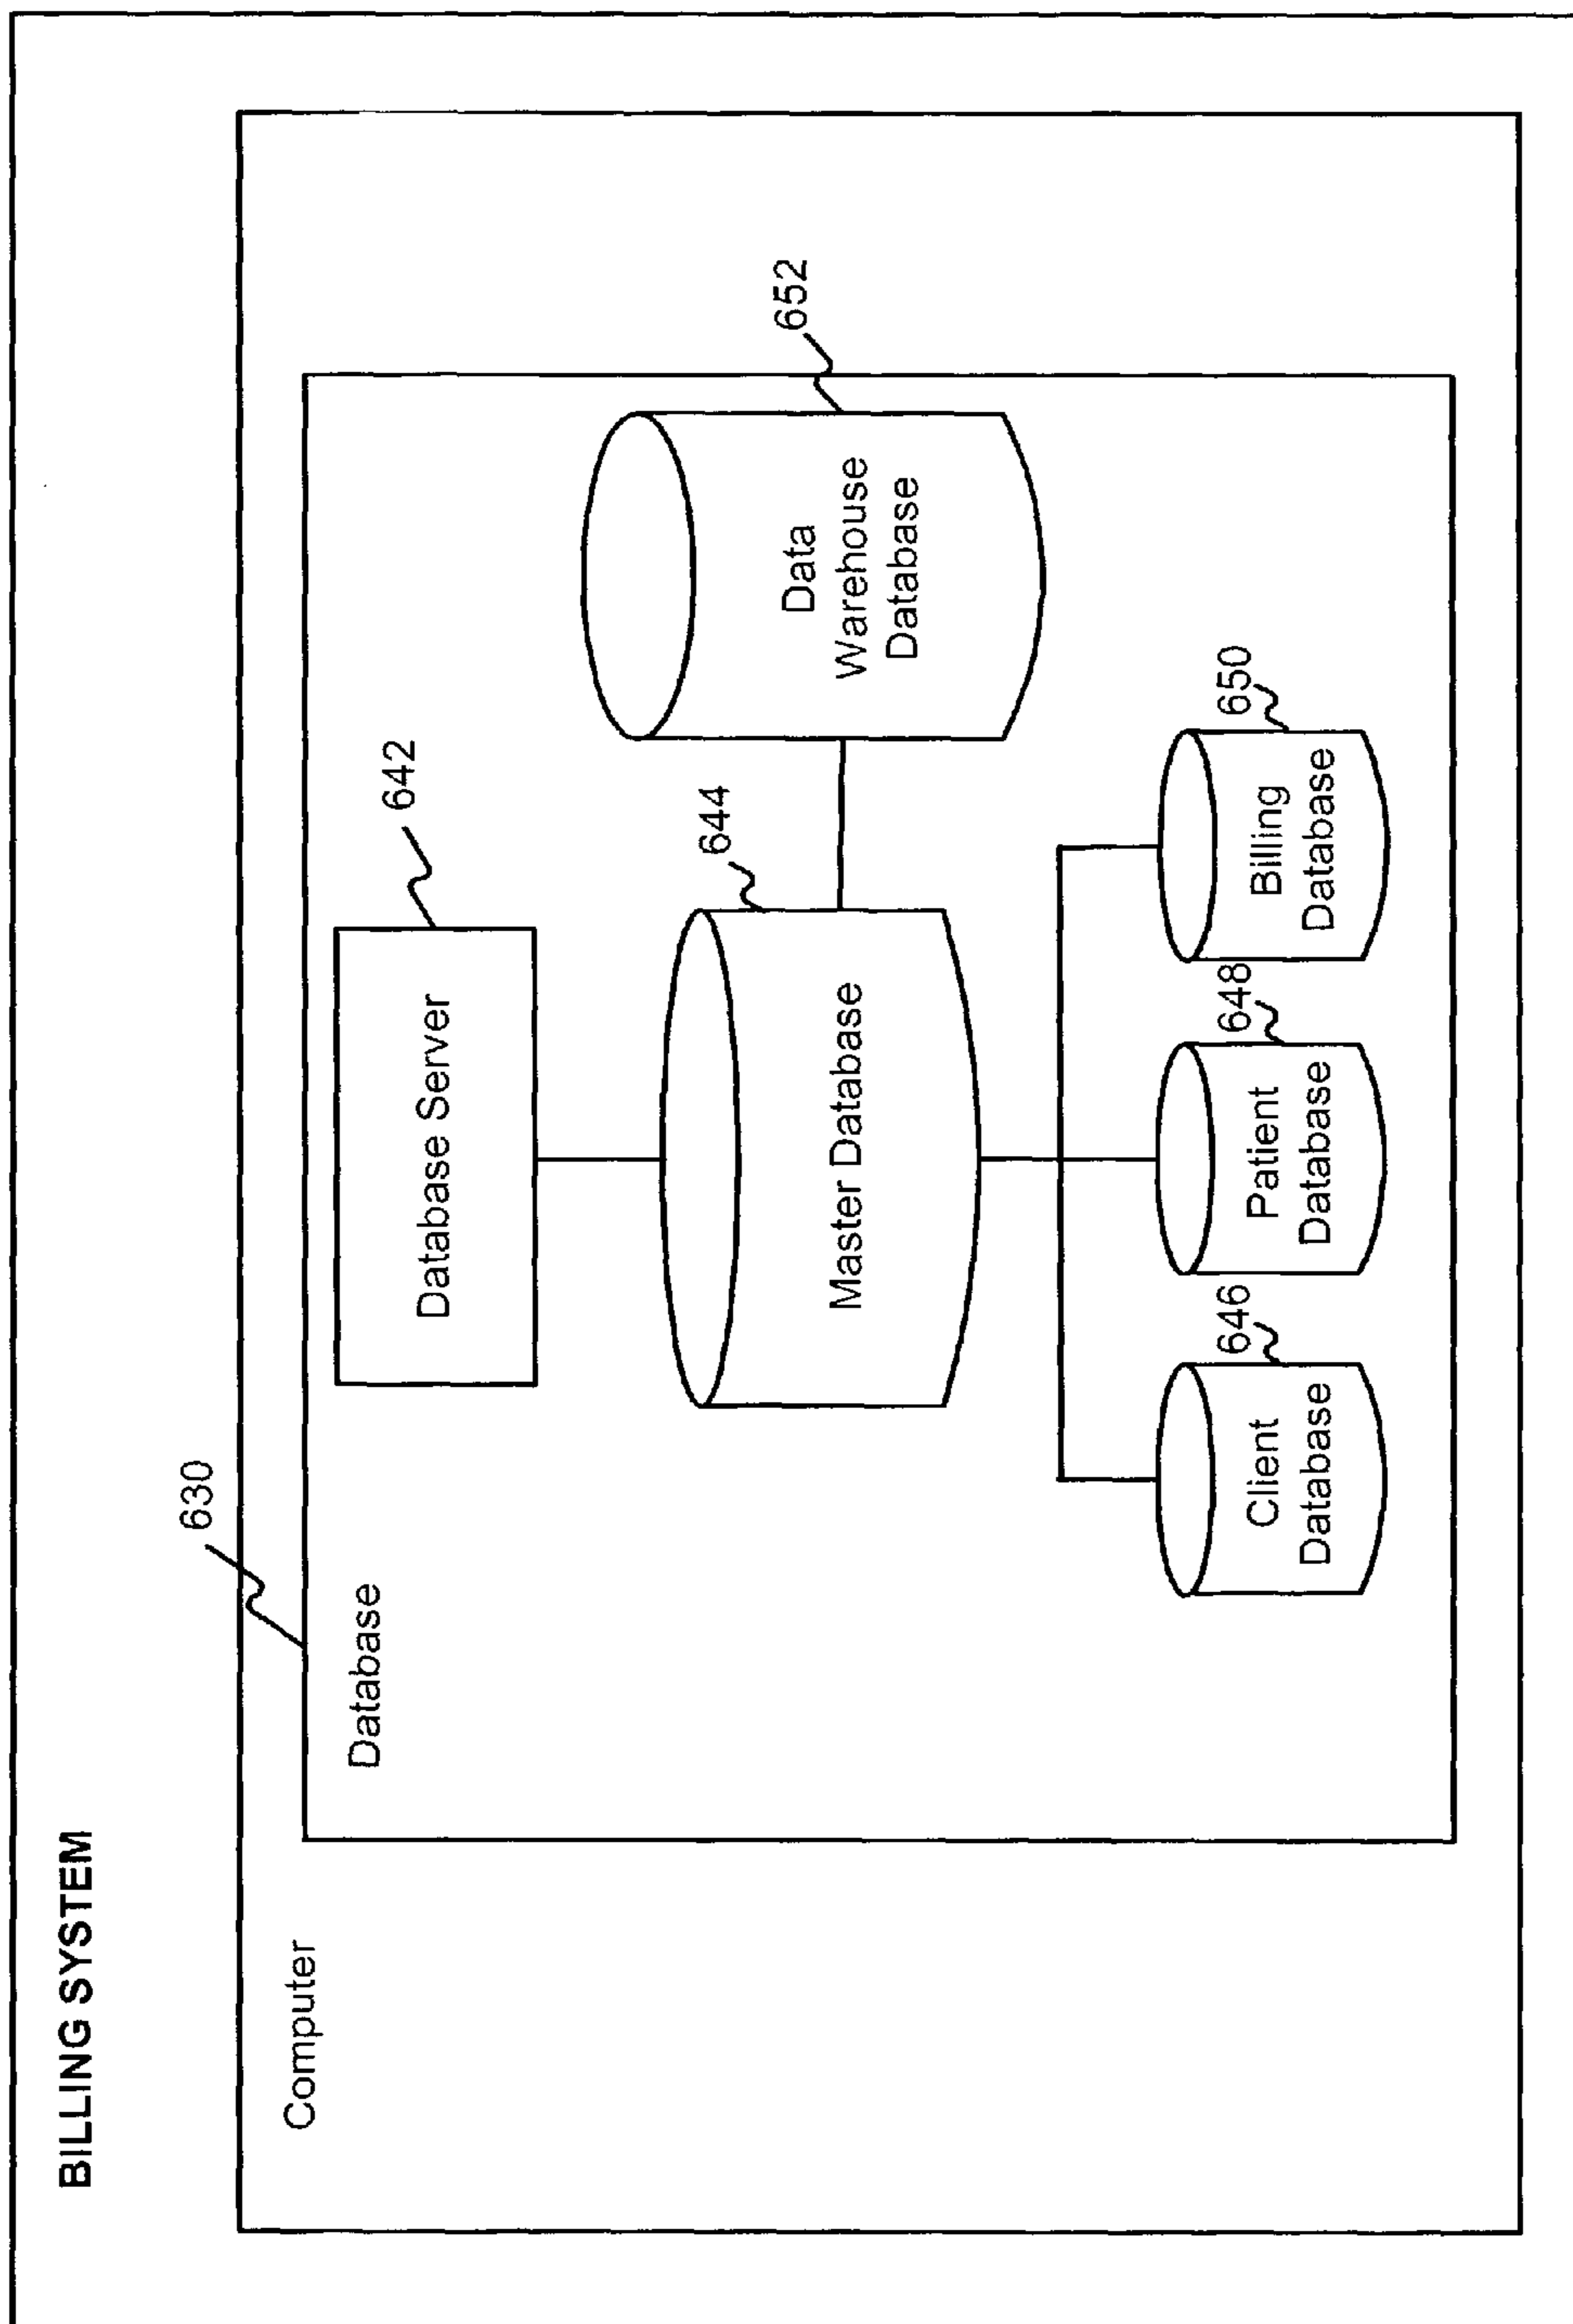 BILLING SYSTEM
Computer
630
Database
642
Database Server
644
Master Database
652
Data
Warehouse
Database
646
Client
Database
648
Patient
Database
650
Billing
Database